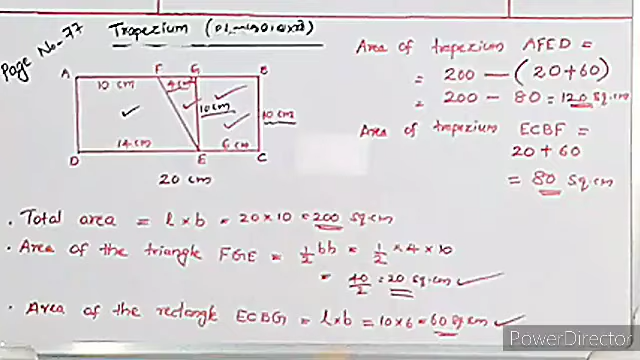 Page No-77
Trapezium
A F G B
10 cm 4 cm
10 cm 10 cm
14 cm 6 cm
D E C
20 cm
Area of trapezium AFED =
= 200 - (20+60)
= 200 - 80 = 120 sq.cm
Area of trapezium ECBF =
20 + 60
= 80 sq.cm
. Total area = l x b = 20 x 10 = 200 sq.cm
. Area of the triangle FGE = 1/2 bh = 1/2 x 4 x 10
= 40/2 = 20 sq.cm
. Area of the rectangle ECBG = l x b = 10 x 6 = 60 sq.cm
PowerDirector